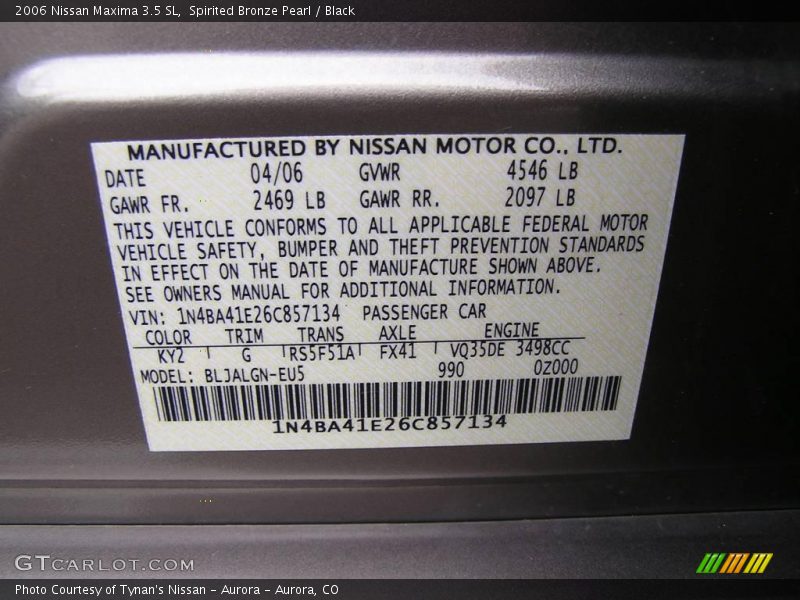 2006 Nissan Maxima 3.5 SL, Spirited Bronze Pearl / Black
MANUFACTURED BY NISSAN MOTOR CO., LTD.
DATE 04/06 GVWR 4546 LB
GAWR FR. 2469 LB GAWR RR. 2097 LB
THIS VEHICLE CONFORMS TO ALL APPLICABLE FEDERAL MOTOR
VEHICLE SAFETY, BUMPER AND THEFT PREVENTION STANDARDS
IN EFFECT ON THE DATE OF MANUFACTURE SHOWN ABOVE.
SEE OWNERS MANUAL FOR ADDITIONAL INFORMATION.
VIN: 1N4BA41E26C857134 PASSENGER CAR
COLOR TRIM TRANS AXLE ENGINE
KY2 G RS5F51A FX41 VQ35DE 3498CC
MODEL: BLJALGN-EU5 990 0Z000
1N4BA41E26C857134
GTCARLOT.COM
Photo Courtesy of Tynan's Nissan - Aurora - Aurora, CO